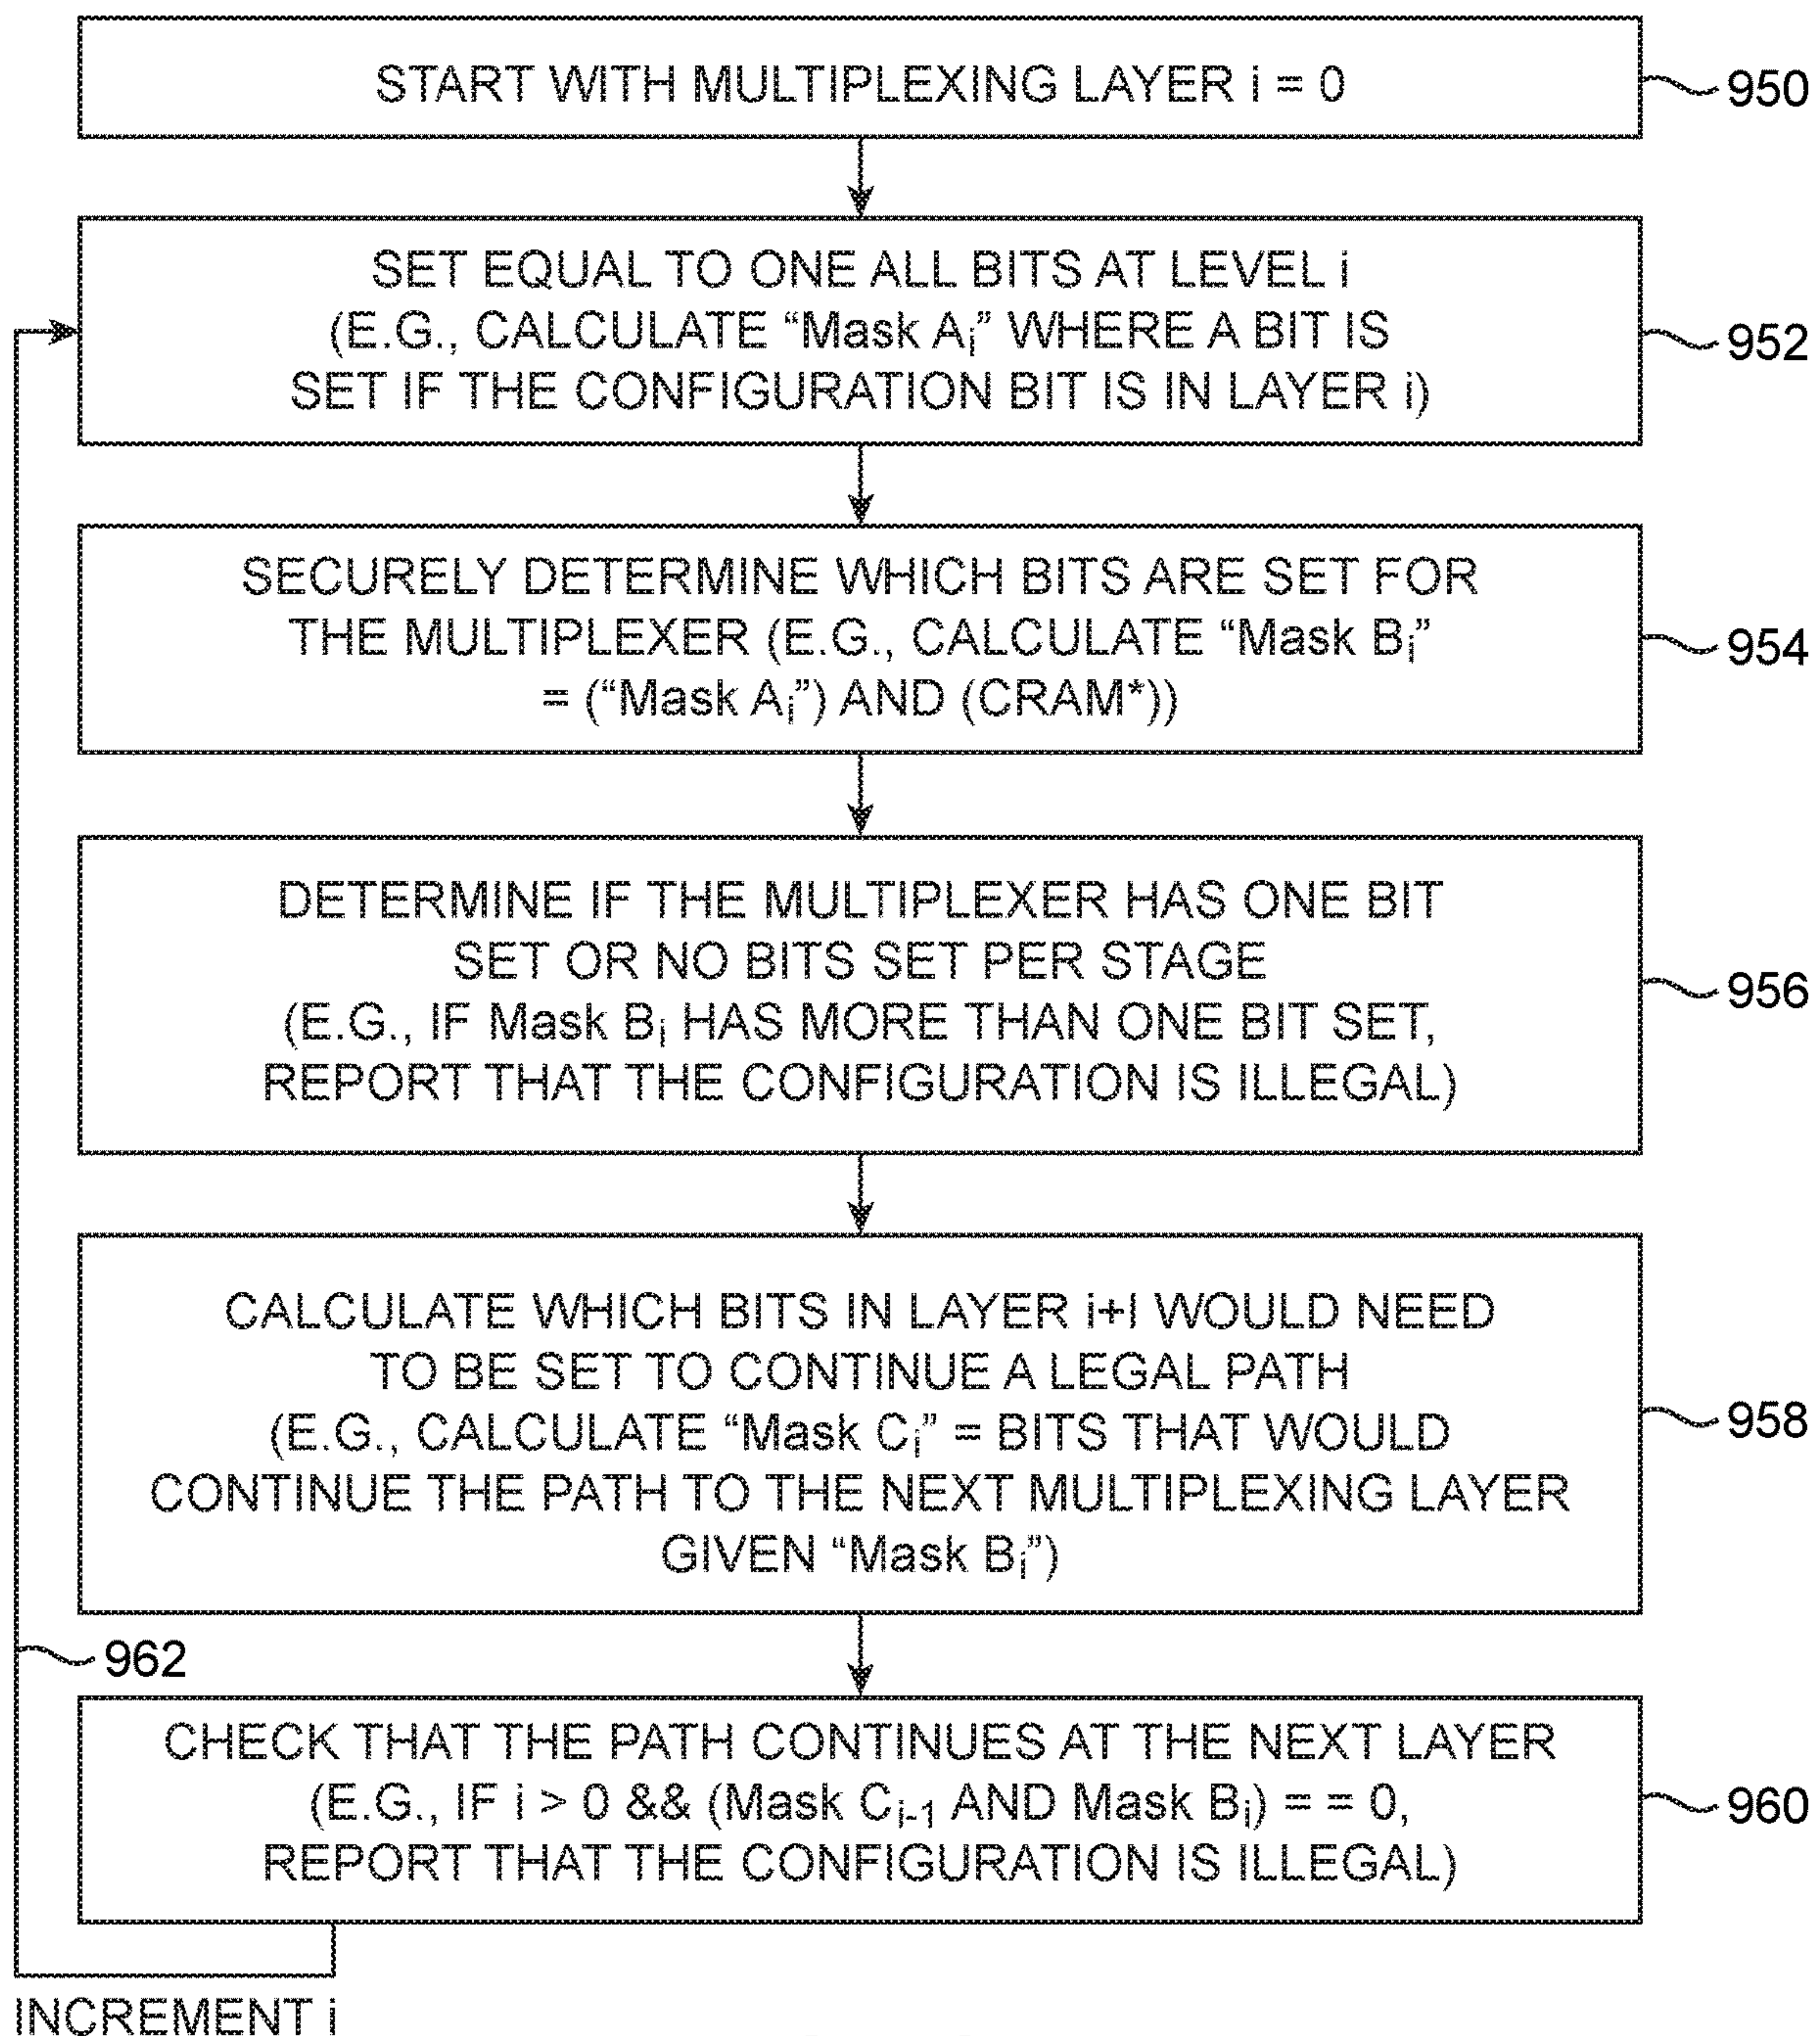 START WITH MULTIPLEXING LAYER i = 0
950
SET EQUAL TO ONE ALL BITS AT LEVEL i
(E.G., CALCULATE “Mask Aᵢ” WHERE A BIT IS
SET IF THE CONFIGURATION BIT IS IN LAYER i)
952
SECURELY DETERMINE WHICH BITS ARE SET FOR
THE MULTIPLEXER (E.G., CALCULATE “Mask Bᵢ”
= (“Mask Aᵢ”) AND (CRAM*))
954
DETERMINE IF THE MULTIPLEXER HAS ONE BIT
SET OR NO BITS SET PER STAGE
(E.G., IF Mask Bᵢ HAS MORE THAN ONE BIT SET,
REPORT THAT THE CONFIGURATION IS ILLEGAL)
956
CALCULATE WHICH BITS IN LAYER i+I WOULD NEED
TO BE SET TO CONTINUE A LEGAL PATH
(E.G., CALCULATE “Mask Cᵢ” = BITS THAT WOULD
CONTINUE THE PATH TO THE NEXT MULTIPLEXING LAYER
GIVEN “Mask Bᵢ”)
958
962
CHECK THAT THE PATH CONTINUES AT THE NEXT LAYER
(E.G., IF i > 0 && (Mask Cᵢ₋₁ AND Mask Bᵢ) = = 0,
REPORT THAT THE CONFIGURATION IS ILLEGAL)
960
INCREMENT i